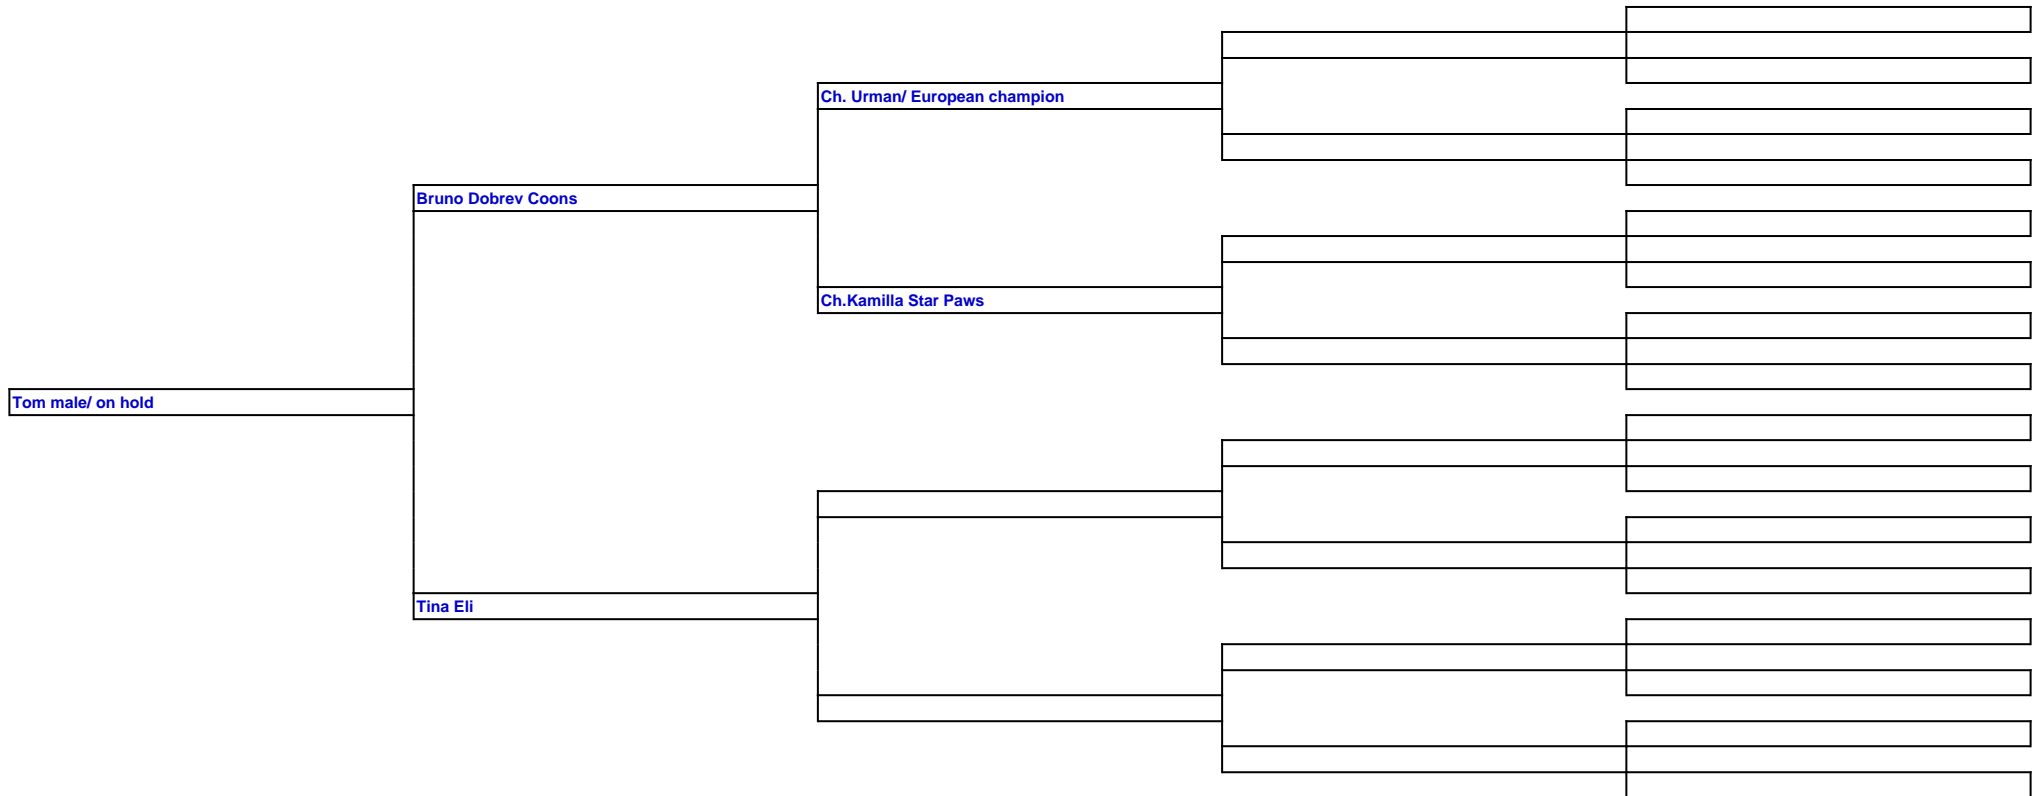 Ch. Urman/ European champion
Bruno Dobrev Coons
Ch.Kamilla Star Paws
Tom male/ on hold
Tina Eli